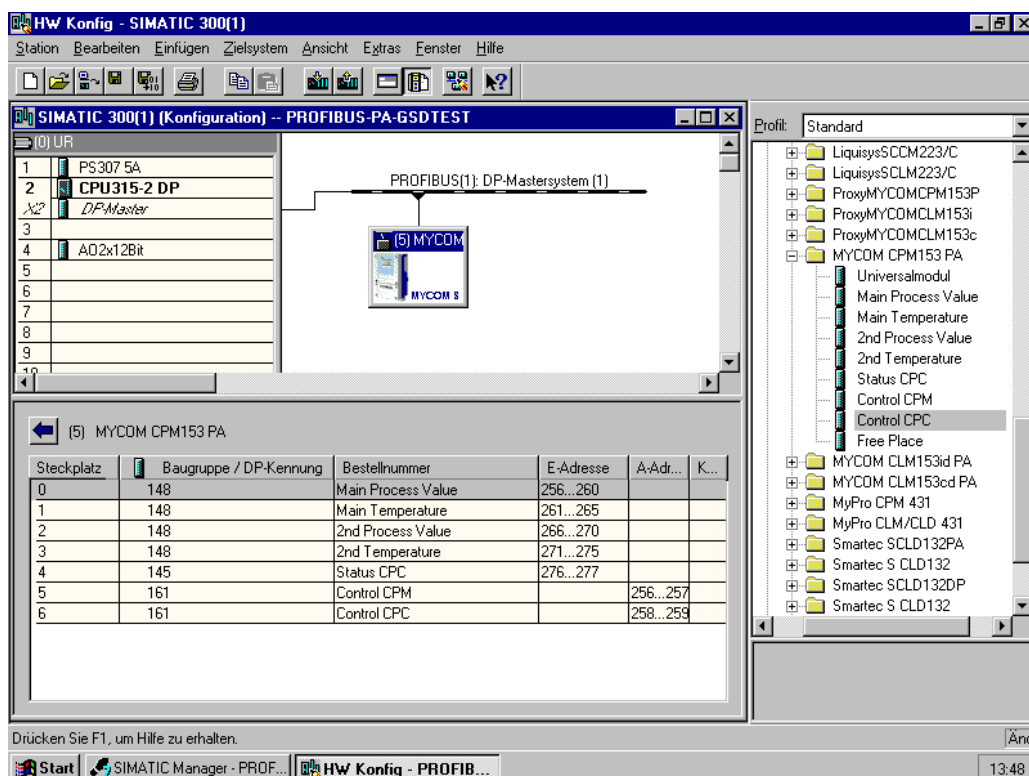 HW Konfig - SIMATIC 300(1)
Station Bearbeiten Einfügen Zielsystem Ansicht Extras Fenster Hilfe
SIMATIC 300(1) (Konfiguration) -- PROFIBUS-PA-GSDTEST
(0) UR
1 PS307 5A
2 CPU315-2 DP
X2 DP-Master
3
4 AO2x12Bit
5
6
7
8
9
10
PROFIBUS(1): DP-Mastersystem (1)
(5) MYCOM
MYCOM S
(5) MYCOM CPM153 PA
Steckplatz Baugruppe / DP-Kennung Bestellnummer E-Adresse A-Adr... K...
0 148 Main Process Value 256...260
1 148 Main Temperature 261...265
2 148 2nd Process Value 266...270
3 148 2nd Temperature 271...275
4 145 Status CPC 276...277
5 161 Control CPM 256...257
6 161 Control CPC 258...259
Profil: Standard
LiquisysSCCM223/C
LiquisysSCLM223/C
ProxyMYCOMCPM153P
ProxyMYCOMCLM153i
ProxyMYCOMCLM153c
MYCOM CPM153 PA
Universalmodul
Main Process Value
Main Temperature
2nd Process Value
2nd Temperature
Status CPC
Control CPM
Control CPC
Free Place
MYCOM CLM153id PA
MYCOM CLM153cd PA
MyPro CPM 431
MyPro CLM/CLD 431
Smartec SCLD132PA
Smartec S CLD132
Smartec SCLD132DP
Smartec S CLD132
Drücken Sie F1, um Hilfe zu erhalten.
Änd
Start SIMATIC Manager - PROF... HW Konfig - PROFIB... 13:48